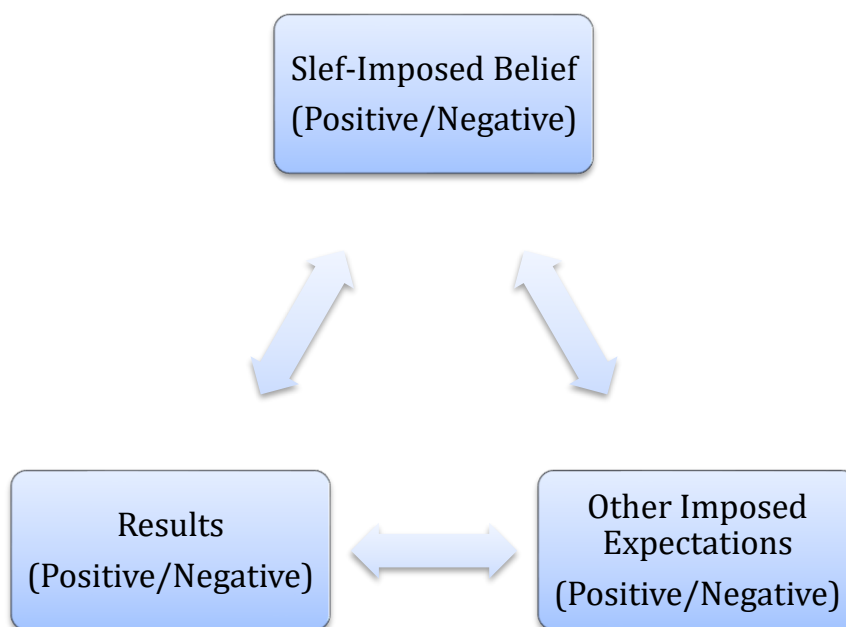 Slef-Imposed Belief
(Positive/Negative)
Results
(Positive/Negative)
Other Imposed
Expectations
(Positive/Negative)